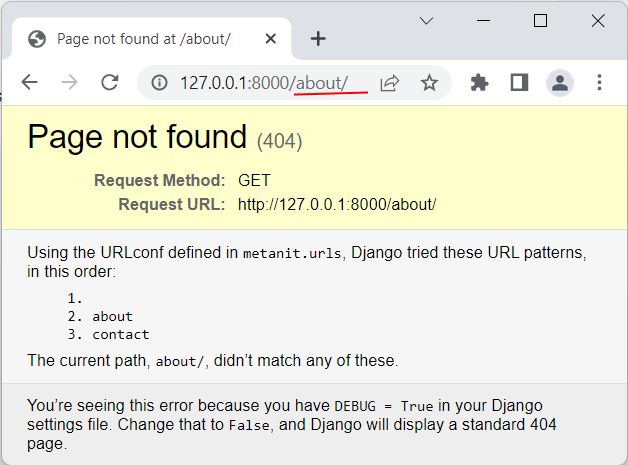 Page not found at /about/
127.0.0.1:8000/about/
Page not found (404)
Request Method: GET
Request URL: http://127.0.0.1:8000/about/
Using the URLconf defined in metanit.urls, Django tried these URL patterns,
in this order:
1.
2. about
3. contact
The current path, about/, didn’t match any of these.
You’re seeing this error because you have DEBUG = True in your Django
settings file. Change that to False, and Django will display a standard 404
page.